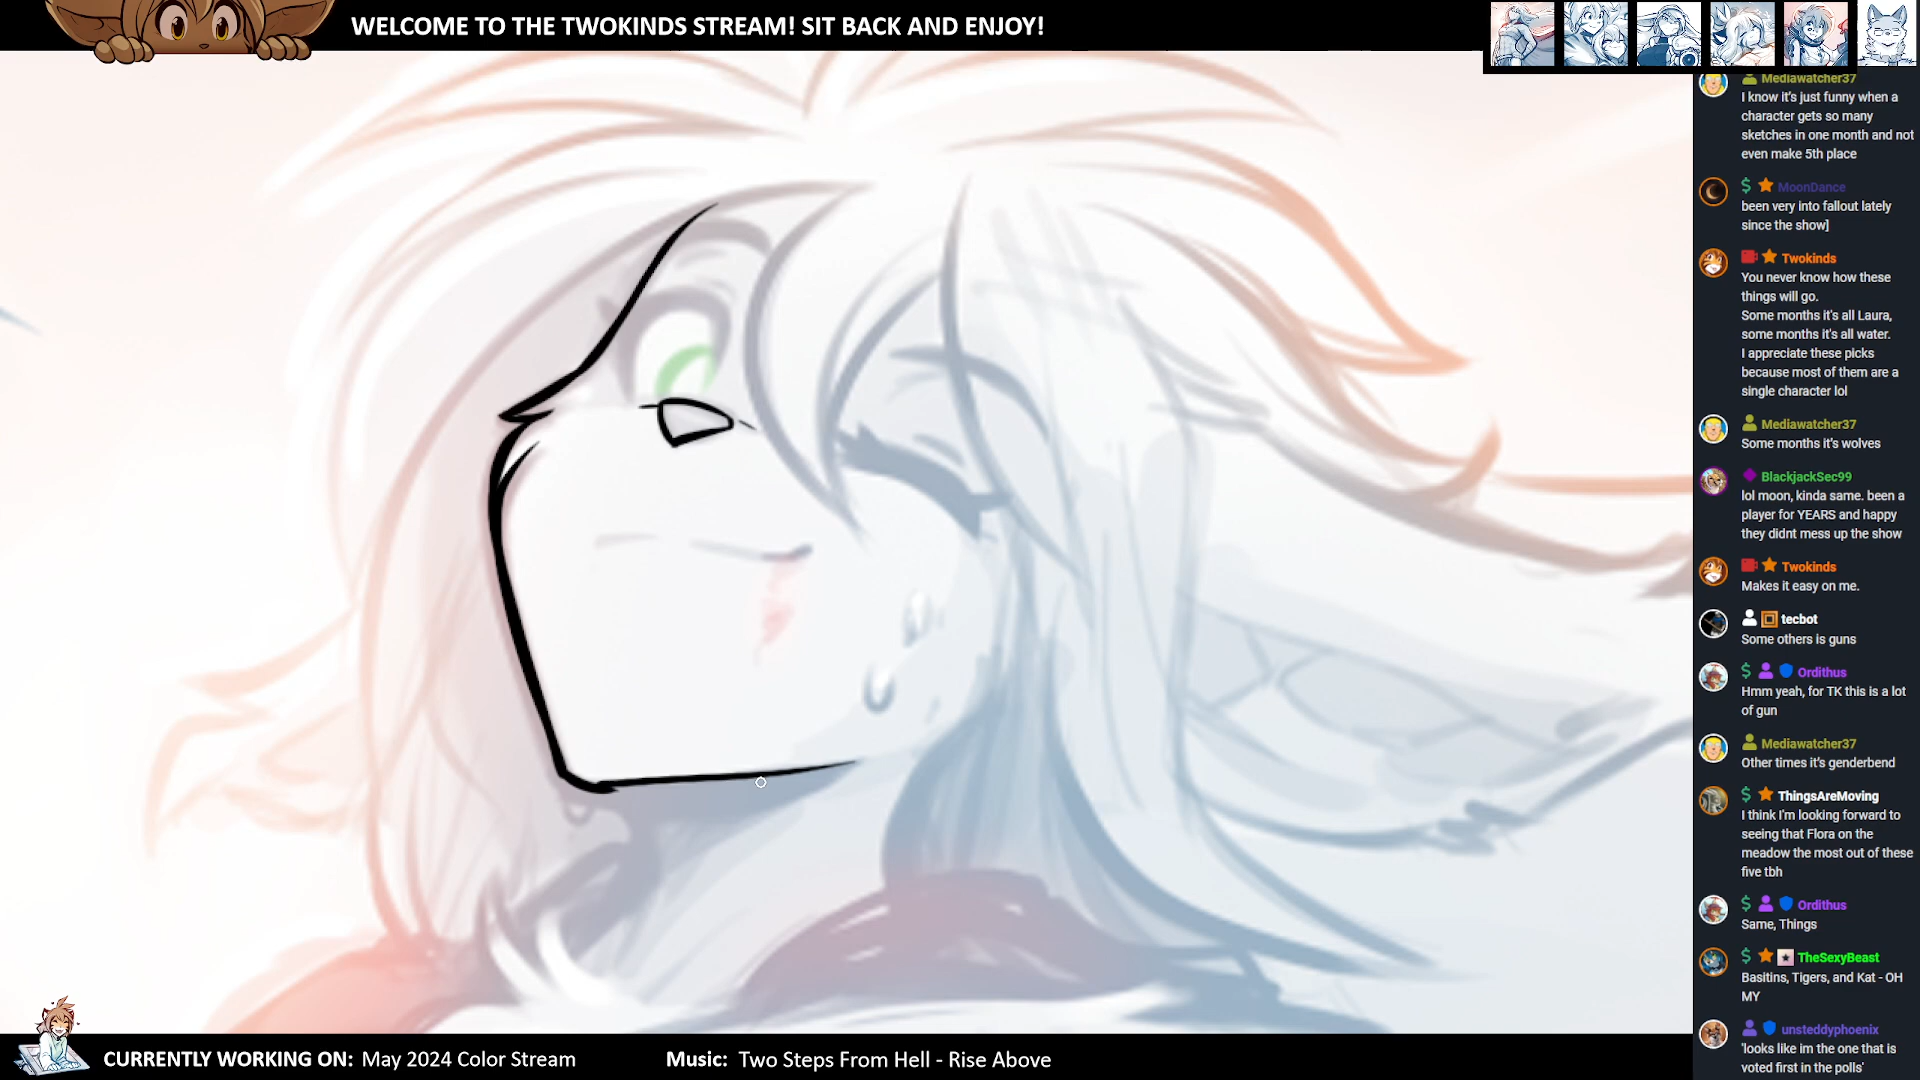 WELCOME TO THE TWOKINDS STREAM! SIT BACK AND ENJOY!
Mediawatcher37
I know it's just funny when a
character gets so many
sketches in one month and not
even make 5th place
MoonDance
been very into fallout lately
since the show]
Twokinds
You never know how these
things will go.
Some months it's all Laura,
some months it's all water.
I appreciate these picks
because most of them are a
single character lol
Mediawatcher37
Some months it's wolves
BlackjackSec99
lol moon, kinda same. been a
player for YEARS and happy
they didnt mess up the show
Twokinds
Makes it easy on me.
tecbot
Some others is guns
Ordithus
Hmm yeah, for TK this is a lot
of gun
Mediawatcher37
Other times it's genderbend
ThingsAreMoving
I think I'm looking forward to
seeing that Flora on the
meadow the most out of these
five tbh
Ordithus
Same, Things
TheSexyBeast
Basitins, Tigers, and Kat - OH
MY
unsteddyphoenix
'looks like im the one that is
voted first in the polls'
CURRENTLY WORKING ON: May 2024 Color Stream
Music: Two Steps From Hell - Rise Above